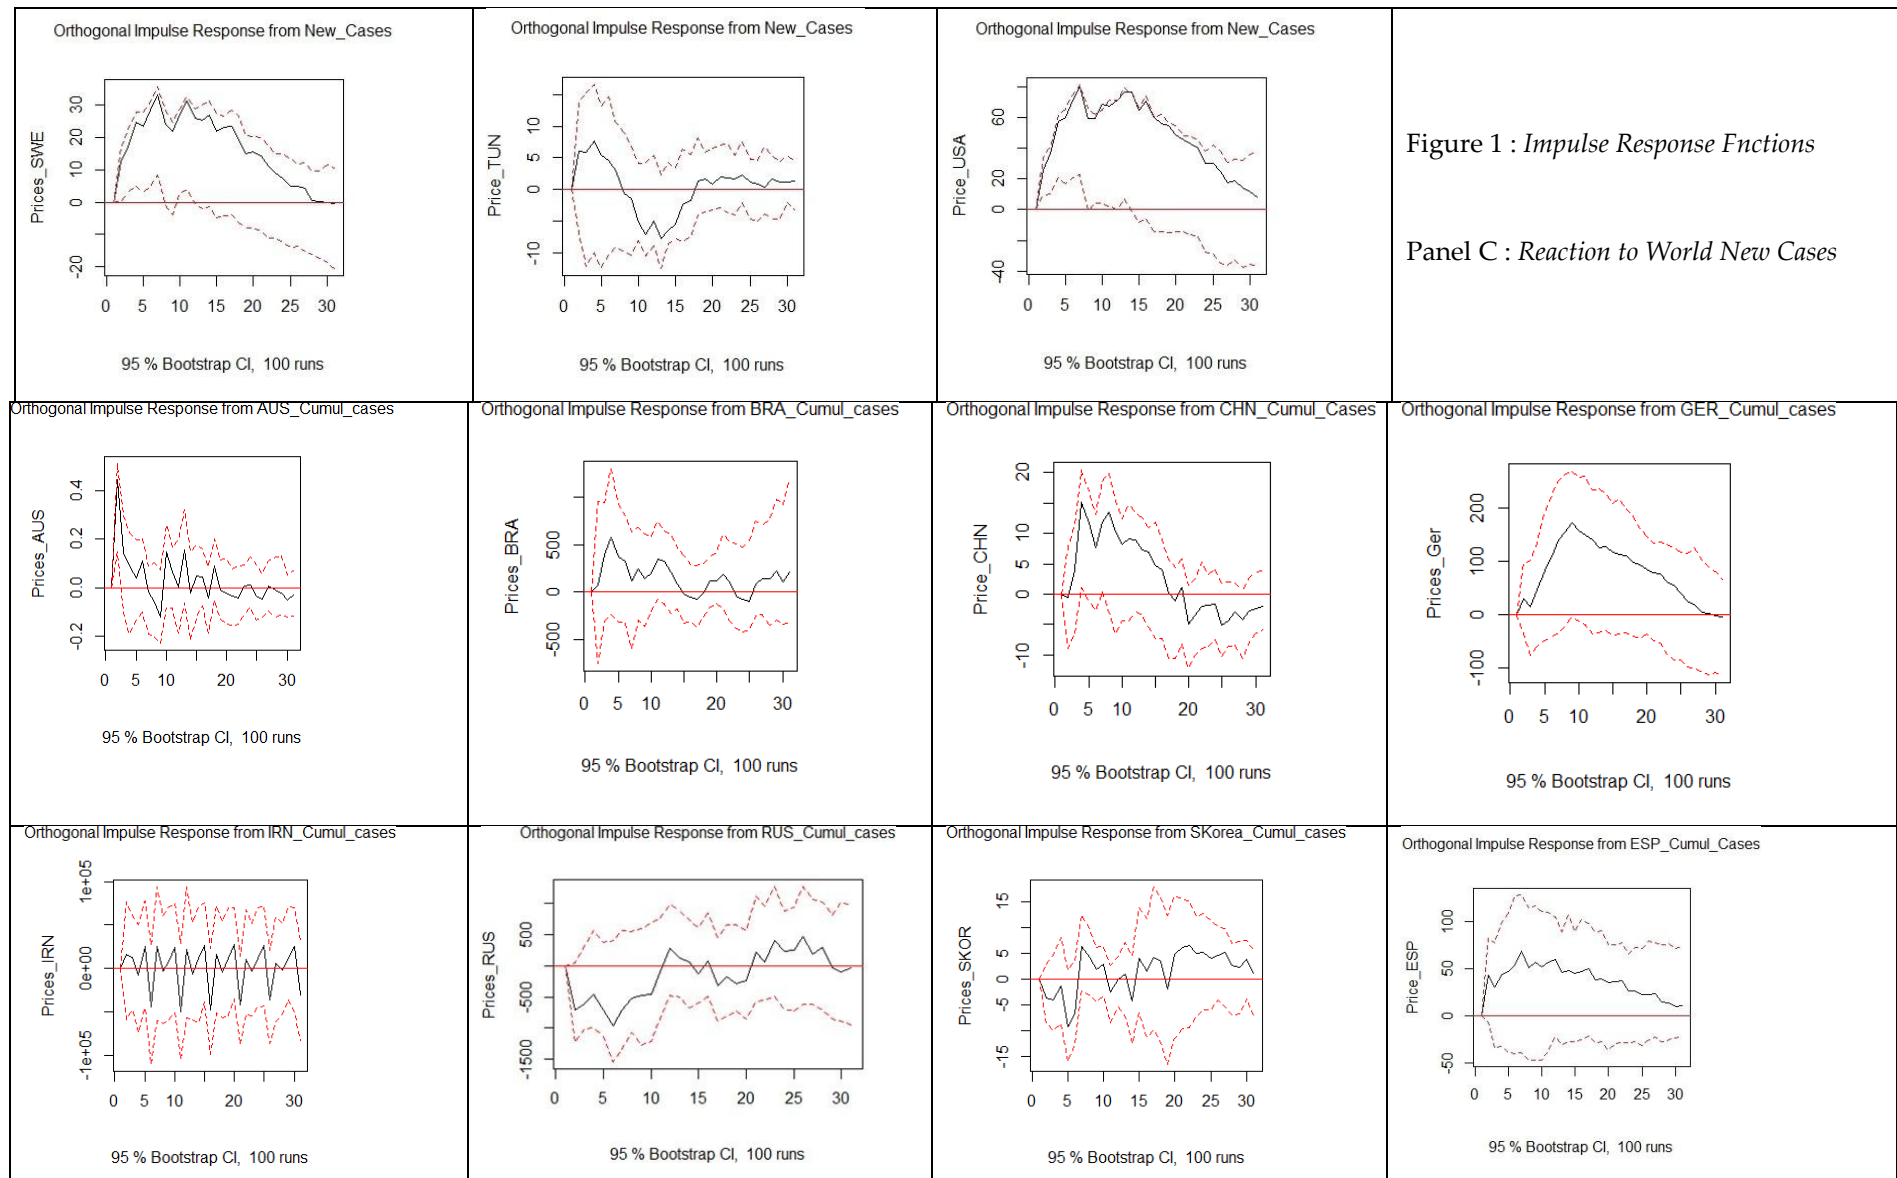 Orthogonal Impulse Response from New_Cases
Prices_SWE
30
20
10
0
-20
0 5 10 15 20 25 30
95 % Bootstrap CI, 100 runs
Orthogonal Impulse Response from New_Cases
Price_TUN
10
5
0
-10
0 5 10 15 20 25 30
95 % Bootstrap CI, 100 runs
Orthogonal Impulse Response from New_Cases
Price_USA
60
20
0
-40
0 5 10 15 20 25 30
95 % Bootstrap CI, 100 runs
Figure 1 : Impulse Response Fnctions
Panel C : Reaction to World New Cases
Orthogonal Impulse Response from AUS_Cumul_cases
Prices_AUS
0.4
0.2
0.0
-0.2
0 5 10 20 30
95 % Bootstrap CI, 100 runs
Orthogonal Impulse Response from BRA_Cumul_cases
Prices_BRA
500
0
-500
0 5 10 20 30
95 % Bootstrap CI, 100 runs
Orthogonal Impulse Response from CHN_Cumul_Cases
Price_CHN
20
10
5
0
-10
0 5 10 20 30
95 % Bootstrap CI, 100 runs
Orthogonal Impulse Response from GER_Cumul_cases
Prices_Ger
200
100
0
-100
0 5 10 20 30
95 % Bootstrap CI, 100 runs
Orthogonal Impulse Response from IRN_Cumul_cases
Prices_IRN
1e+05
0e+00
-1e+05
0 5 10 20 30
95 % Bootstrap CI, 100 runs
Orthogonal Impulse Response from RUS_Cumul_cases
Prices_RUS
500
-500
-1500
0 5 10 15 20 25 30
95 % Bootstrap CI, 100 runs
Orthogonal Impulse Response from SKorea_Cumul_cases
Prices_SKOR
15
5
0
-5
-15
0 5 10 15 20 25 30
95 % Bootstrap CI, 100 runs
Orthogonal Impulse Response from ESP_Cumul_Cases
Price_ESP
100
50
0
-50
0 5 10 15 20 25 30
95 % Bootstrap CI, 100 runs